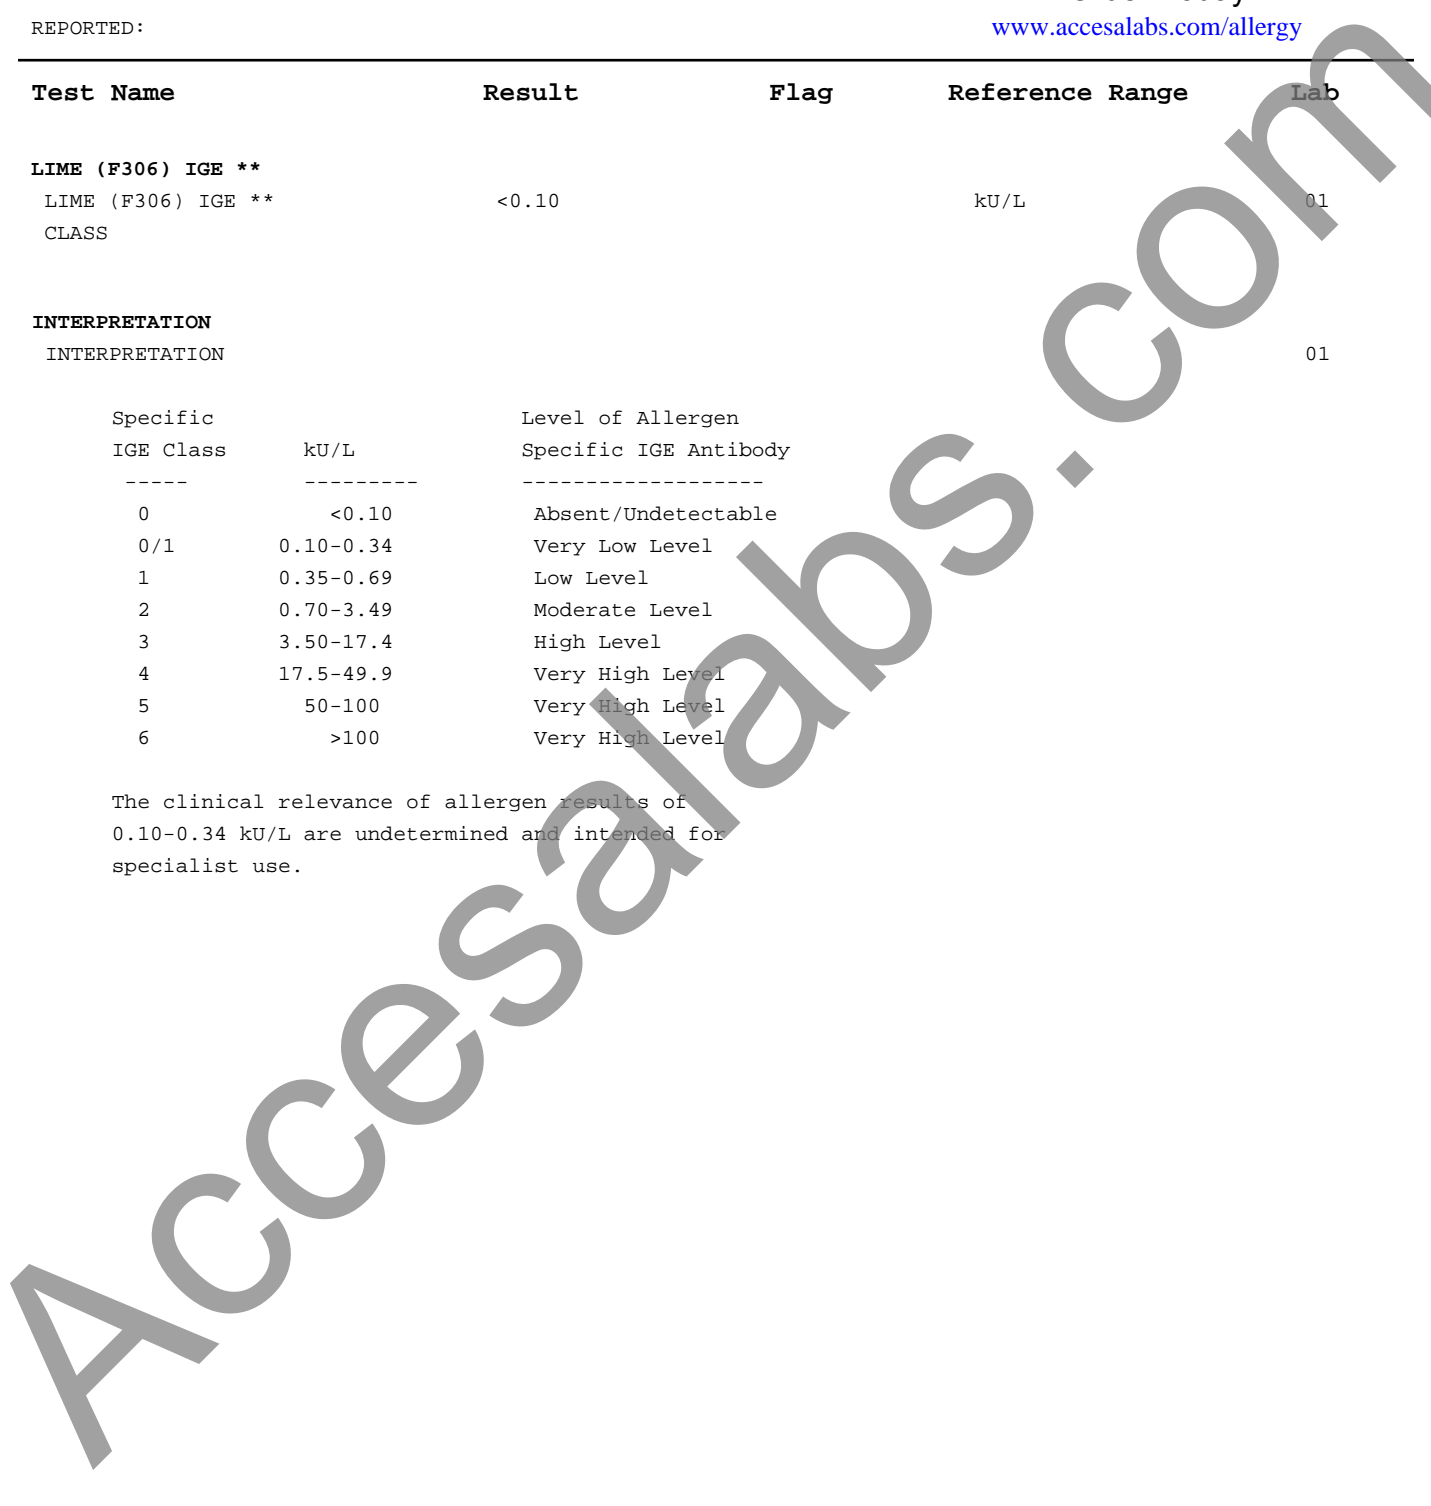 REPORTED:
www.accesalabs.com/allergy
Test Name Result Flag Reference Range Lab
LIME (F306) IGE **
LIME (F306) IGE ** <0.10 kU/L 01
CLASS
INTERPRETATION
INTERPRETATION 01
Specific Level of Allergen
IGE Class kU/L Specific IGE Antibody
----- --------- -------------------
0 <0.10 Absent/Undetectable
0/1 0.10-0.34 Very Low Level
1 0.35-0.69 Low Level
2 0.70-3.49 Moderate Level
3 3.50-17.4 High Level
4 17.5-49.9 Very High Level
5 50-100 Very High Level
6 >100 Very High Level
The clinical relevance of allergen results of
0.10-0.34 kU/L are undetermined and intended for
specialist use.
Accesalabs.com